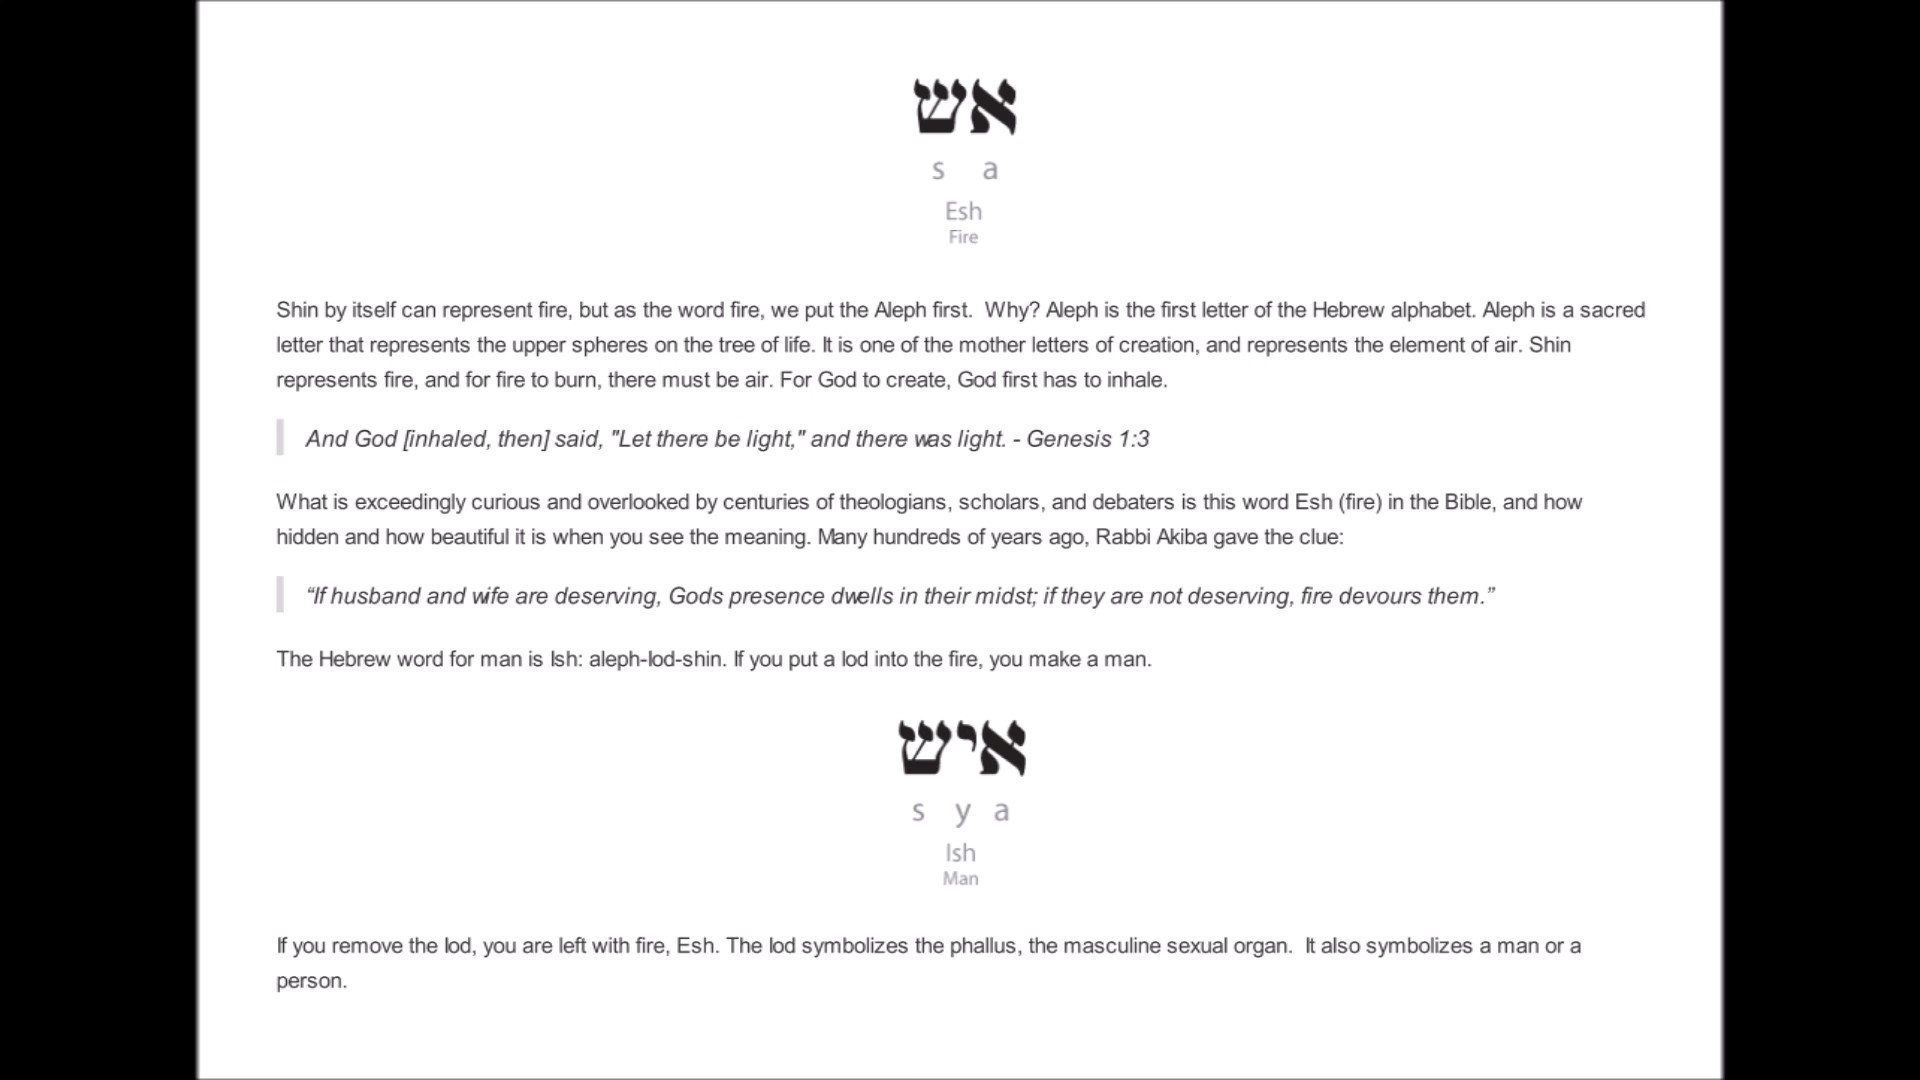 אש
s a
Esh
Fire
Shin by itself can represent fire, but as the word fire, we put the Aleph first.  Why? Aleph is the first letter of the Hebrew alphabet. Aleph is a sacred
letter that represents the upper spheres on the tree of life. It is one of the mother letters of creation, and represents the element of air. Shin
represents fire, and for fire to burn, there must be air. For God to create, God first has to inhale.
And God [inhaled, then] said, "Let there be light," and there was light. - Genesis 1:3
What is exceedingly curious and overlooked by centuries of theologians, scholars, and debaters is this word Esh (fire) in the Bible, and how
hidden and how beautiful it is when you see the meaning. Many hundreds of years ago, Rabbi Akiba gave the clue:
“If husband and wife are deserving, Gods presence dwells in their midst; if they are not deserving, fire devours them.”
The Hebrew word for man is Ish: aleph-Iod-shin. If you put a Iod into the fire, you make a man.
איש
s y a
Ish
Man
If you remove the Iod, you are left with fire, Esh. The Iod symbolizes the phallus, the masculine sexual organ.  It also symbolizes a man or a
person.